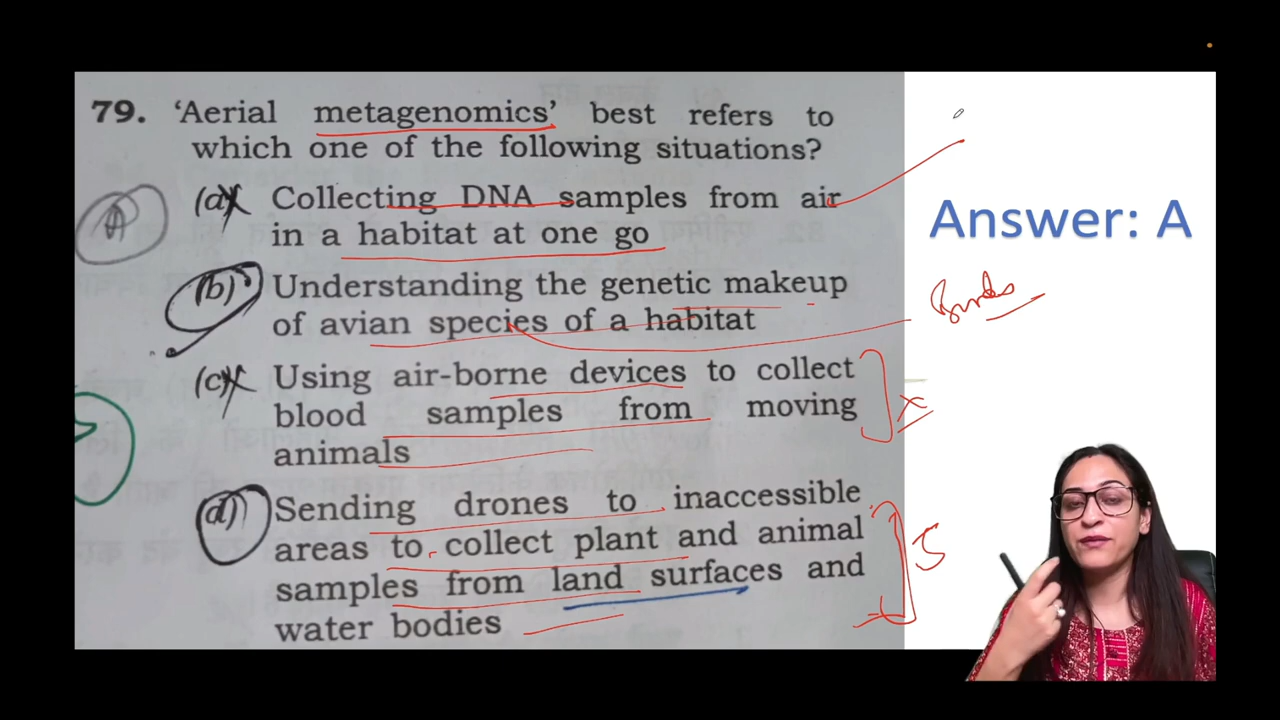 79. ‘Aerial metagenomics’ best refers to
which one of the following situations?
(a) Collecting DNA samples from air
in a habitat at one go
(b) Understanding the genetic makeup
of avian species of a habitat
(c) Using air-borne devices to collect
blood samples from moving
animals
(d) Sending drones to inaccessible
areas to collect plant and animal
samples from land surfaces and
water bodies
A
Answer: A
Birds